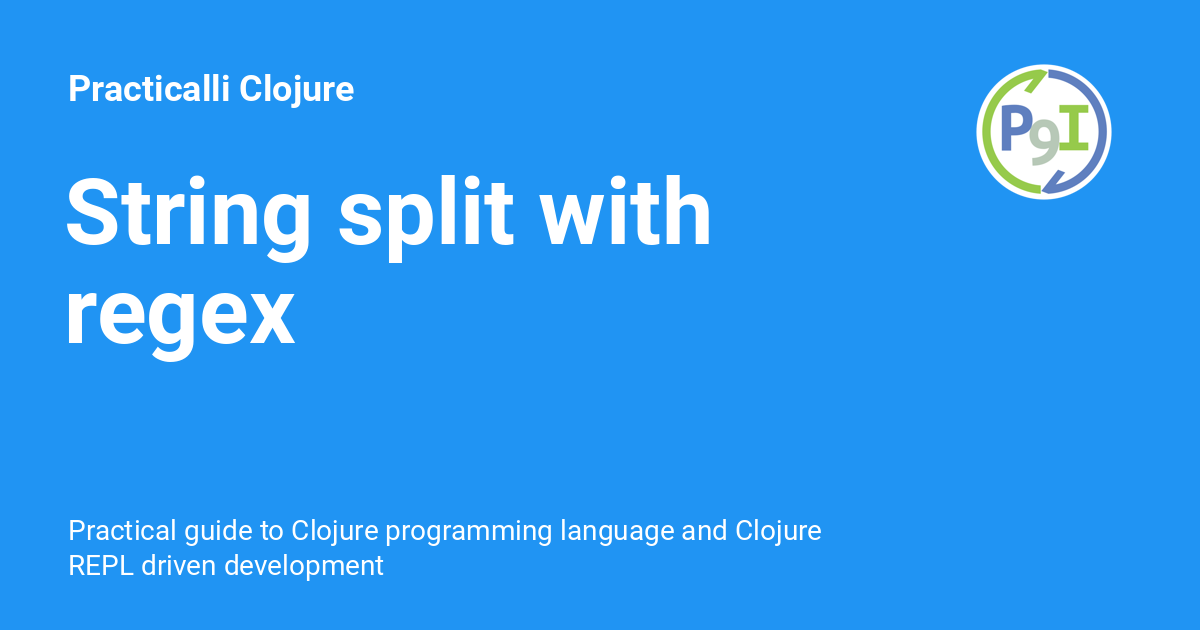 Practicalli Clojure
P9I
String split with
regex
Practical guide to Clojure programming language and Clojure
REPL driven development